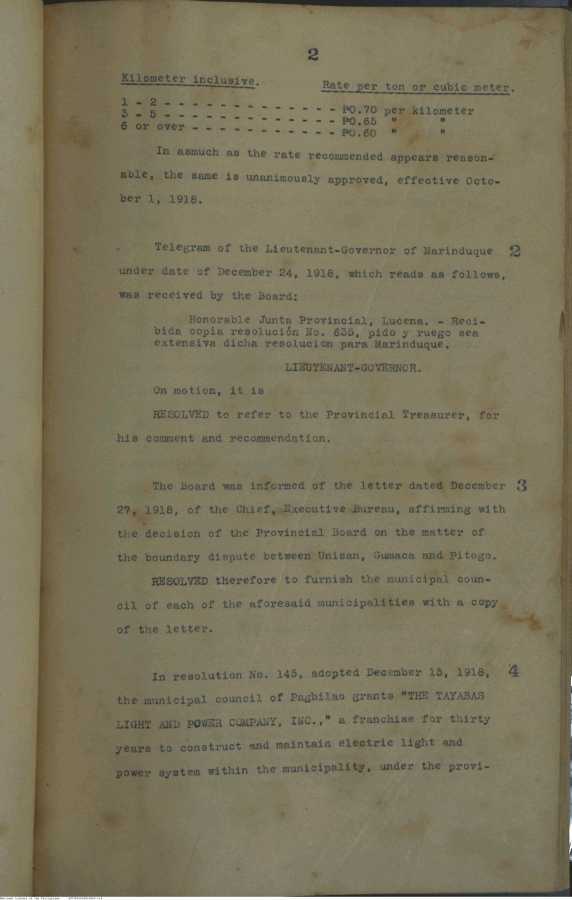 2
Kilometer inclusive. Rate per ton or cubic meter.
1 - 2 - - - - - - - - - - - - - - ₱0.70 per kilometer
3 - 5 - - - - - - - - - - - - - - ₱0.65 " "
6 or over - - - - - - - - - - - - ₱0.60 " "
In asmuch as the rate recommended appears reason-
able, the same is unanimously approved, effective Octo-
ber 1, 1918.
Telegram of the Lieutenant-Governor of Marinduque 2
under date of December 24, 1918, which reads as follows,
was received by the Board:
Honorable Junta Provincial, Lucena. - Reci-
bida copia resolución No. 635, pido y ruego sea
extensiva dicha resolucion para Marinduque.
LIEUTENANT-GOVERNOR.
On motion, it is
RESOLVED to refer to the Provincial Treasurer, for
his comment and recommendation.
The Board was informed of the letter dated December 3
27, 1918, of the Chief, Executive Bureau, affirming with
the decision of the Provincial Board on the matter of
the boundary dispute between Unisan, Gumaca and Pitogo.
RESOLVED therefore to furnish the municipal coun-
cil of each of the aforesaid municipalities with a copy
of the letter.
In resolution No. 145, adopted December 15, 1918, 4
the municipal council of Pagbilao grants "THE TAYABAS
LIGHT AND POWER COMPANY, INC.," a franchise for thirty
years to construct and maintain electric light and
power system within the municipality, under the provi-